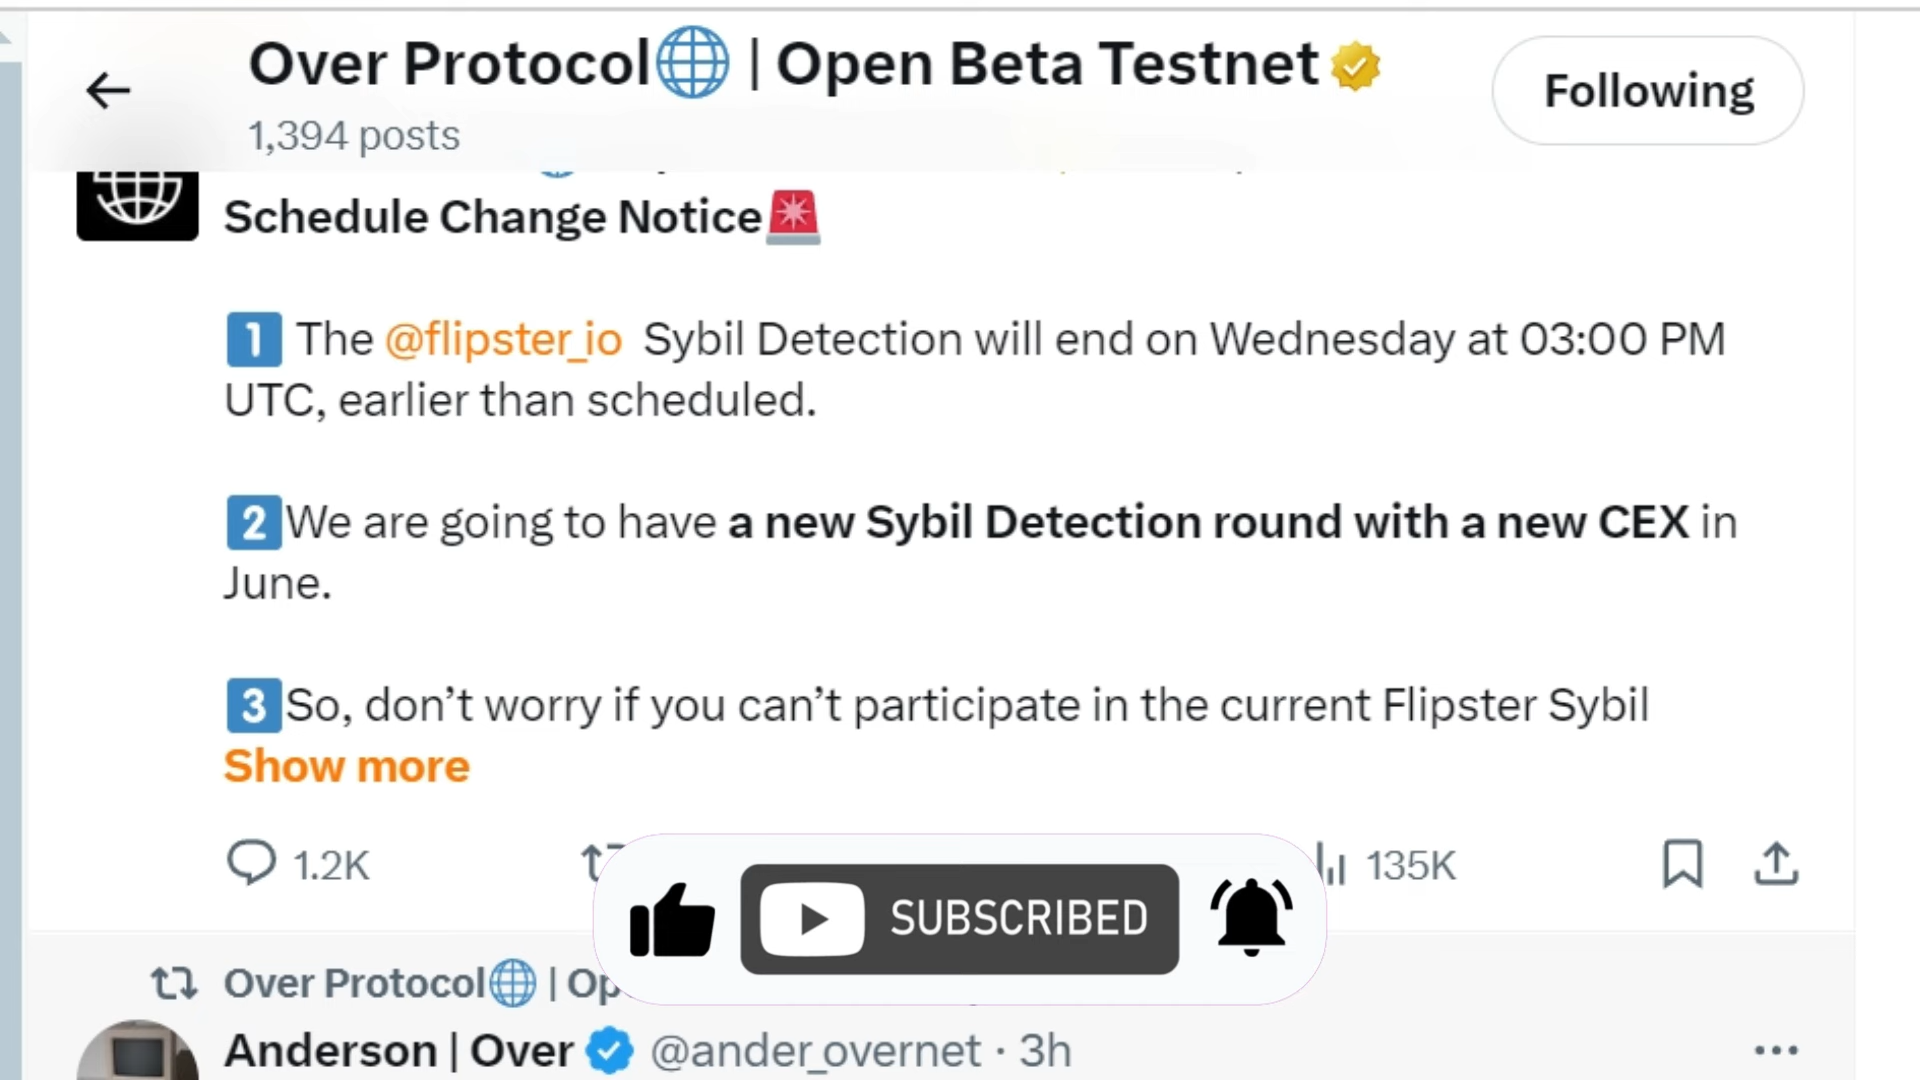 Over Protocol🌐 | Open Beta Testnet
1,394 posts
Following
Schedule Change Notice🚨
1️⃣ The @flipster_io Sybil Detection will end on Wednesday at 03:00 PM
UTC, earlier than scheduled.
2️⃣We are going to have a new Sybil Detection round with a new CEX in
June.
3️⃣So, don’t worry if you can’t participate in the current Flipster Sybil
Show more
1.2K
135K
SUBSCRIBED
Over Protocol🌐 | Op
Anderson | Over @ander_overnet · 3h